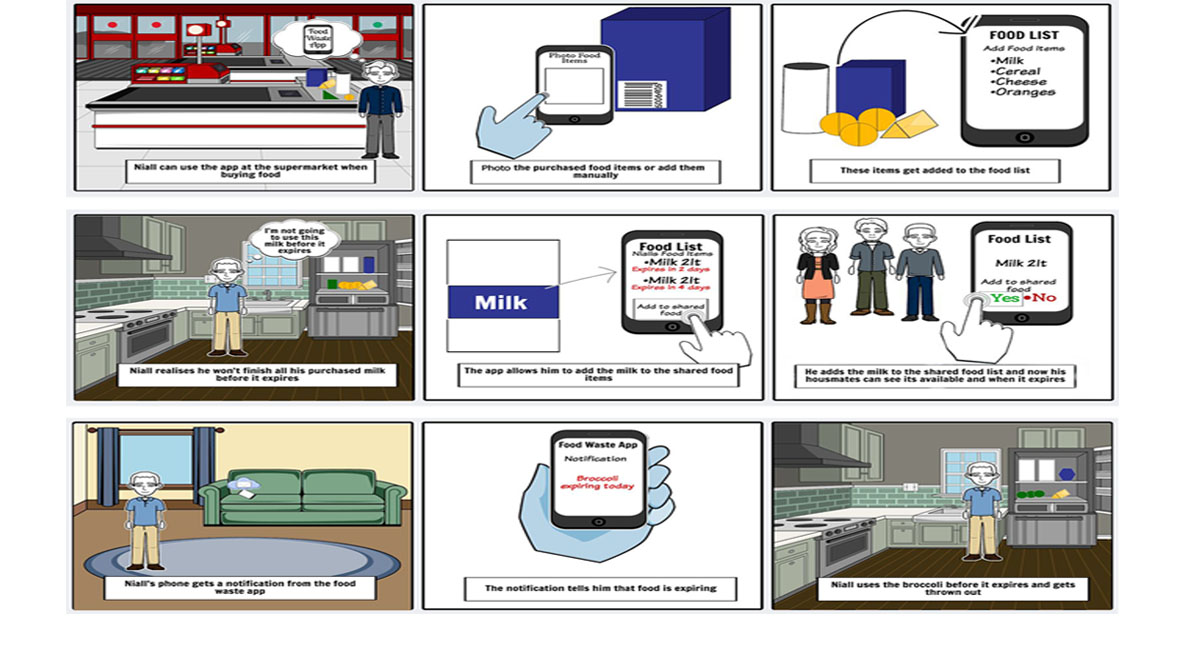 Food
Waste
App
Niall can use the app at the supermarket when
buying food
Photo Food
Items
Photo the purchased food items or add them
manually
FOOD LIST
Add Food Items
•Milk
•Cereal
•Cheese
•Oranges
These items get added to the food list
I'm not going
to use this
milk before it
expires
Niall realises he won't finish all his purchased milk
before it expires
Milk
Food List
Nialls Food Items
•Milk 2lt
Expires in 2 days
•Milk 2lt
Expires in 4 days
Add to shared
food
The app allows him to add the milk to the shared food
items
Food List
Milk 2lt
Add to shared
food
Yes •No
He adds the milk to the shared food list and now his
housmates can see its available and when it expires
Niall's phone gets a notification from the food
waste app
Food Waste App
Notification
Broccoli
expiring today
The notification tells him that food is expiring
Niall uses the broccoli before it expires and gets
thrown out